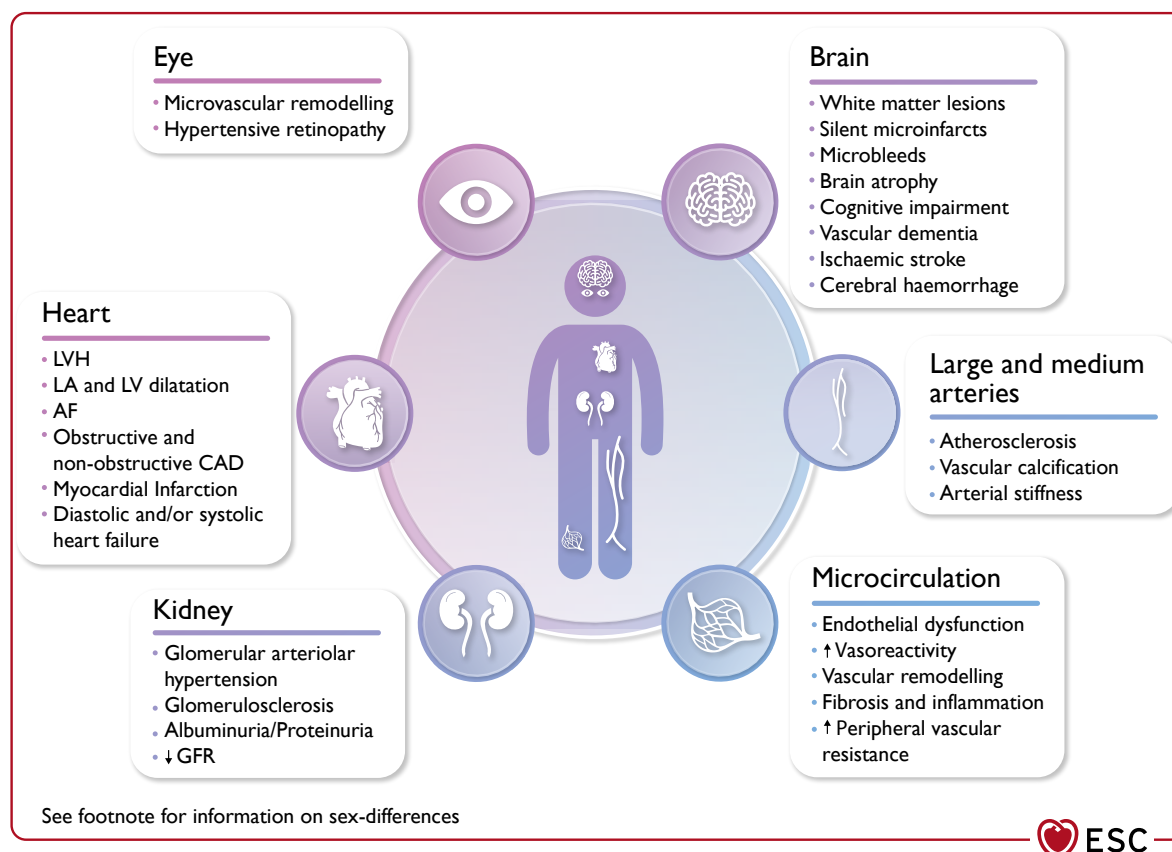 Eye
• Microvascular remodelling
• Hypertensive retinopathy
Brain
• White matter lesions
• Silent microinfarcts
• Microbleeds
• Brain atrophy
• Cognitive impairment
• Vascular dementia
• Ischaemic stroke
• Cerebral haemorrhage
Heart
• LVH
• LA and LV dilatation
• AF
• Obstructive and
non-obstructive CAD
• Myocardial Infarction
• Diastolic and/or systolic
heart failure
Large and medium
arteries
• Atherosclerosis
• Vascular calcification
• Arterial stiffness
Kidney
• Glomerular arteriolar
hypertension
• Glomerulosclerosis
• Albuminuria/Proteinuria
• ↓ GFR
Microcirculation
• Endothelial dysfunction
• ↑ Vasoreactivity
• Vascular remodelling
• Fibrosis and inflammation
• ↑ Peripheral vascular
resistance
See footnote for information on sex-differences
ESC